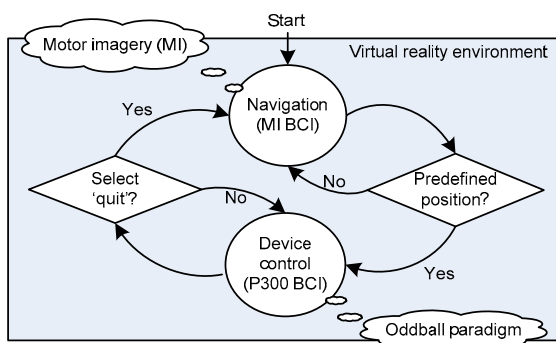 Start
Motor imagery (MI)
Virtual reality environment
Yes
Navigation
(MI BCI)
Select
'quit'?
No
No
Predefined
position?
Device
control
(P300 BCI)
Yes
Oddball paradigm